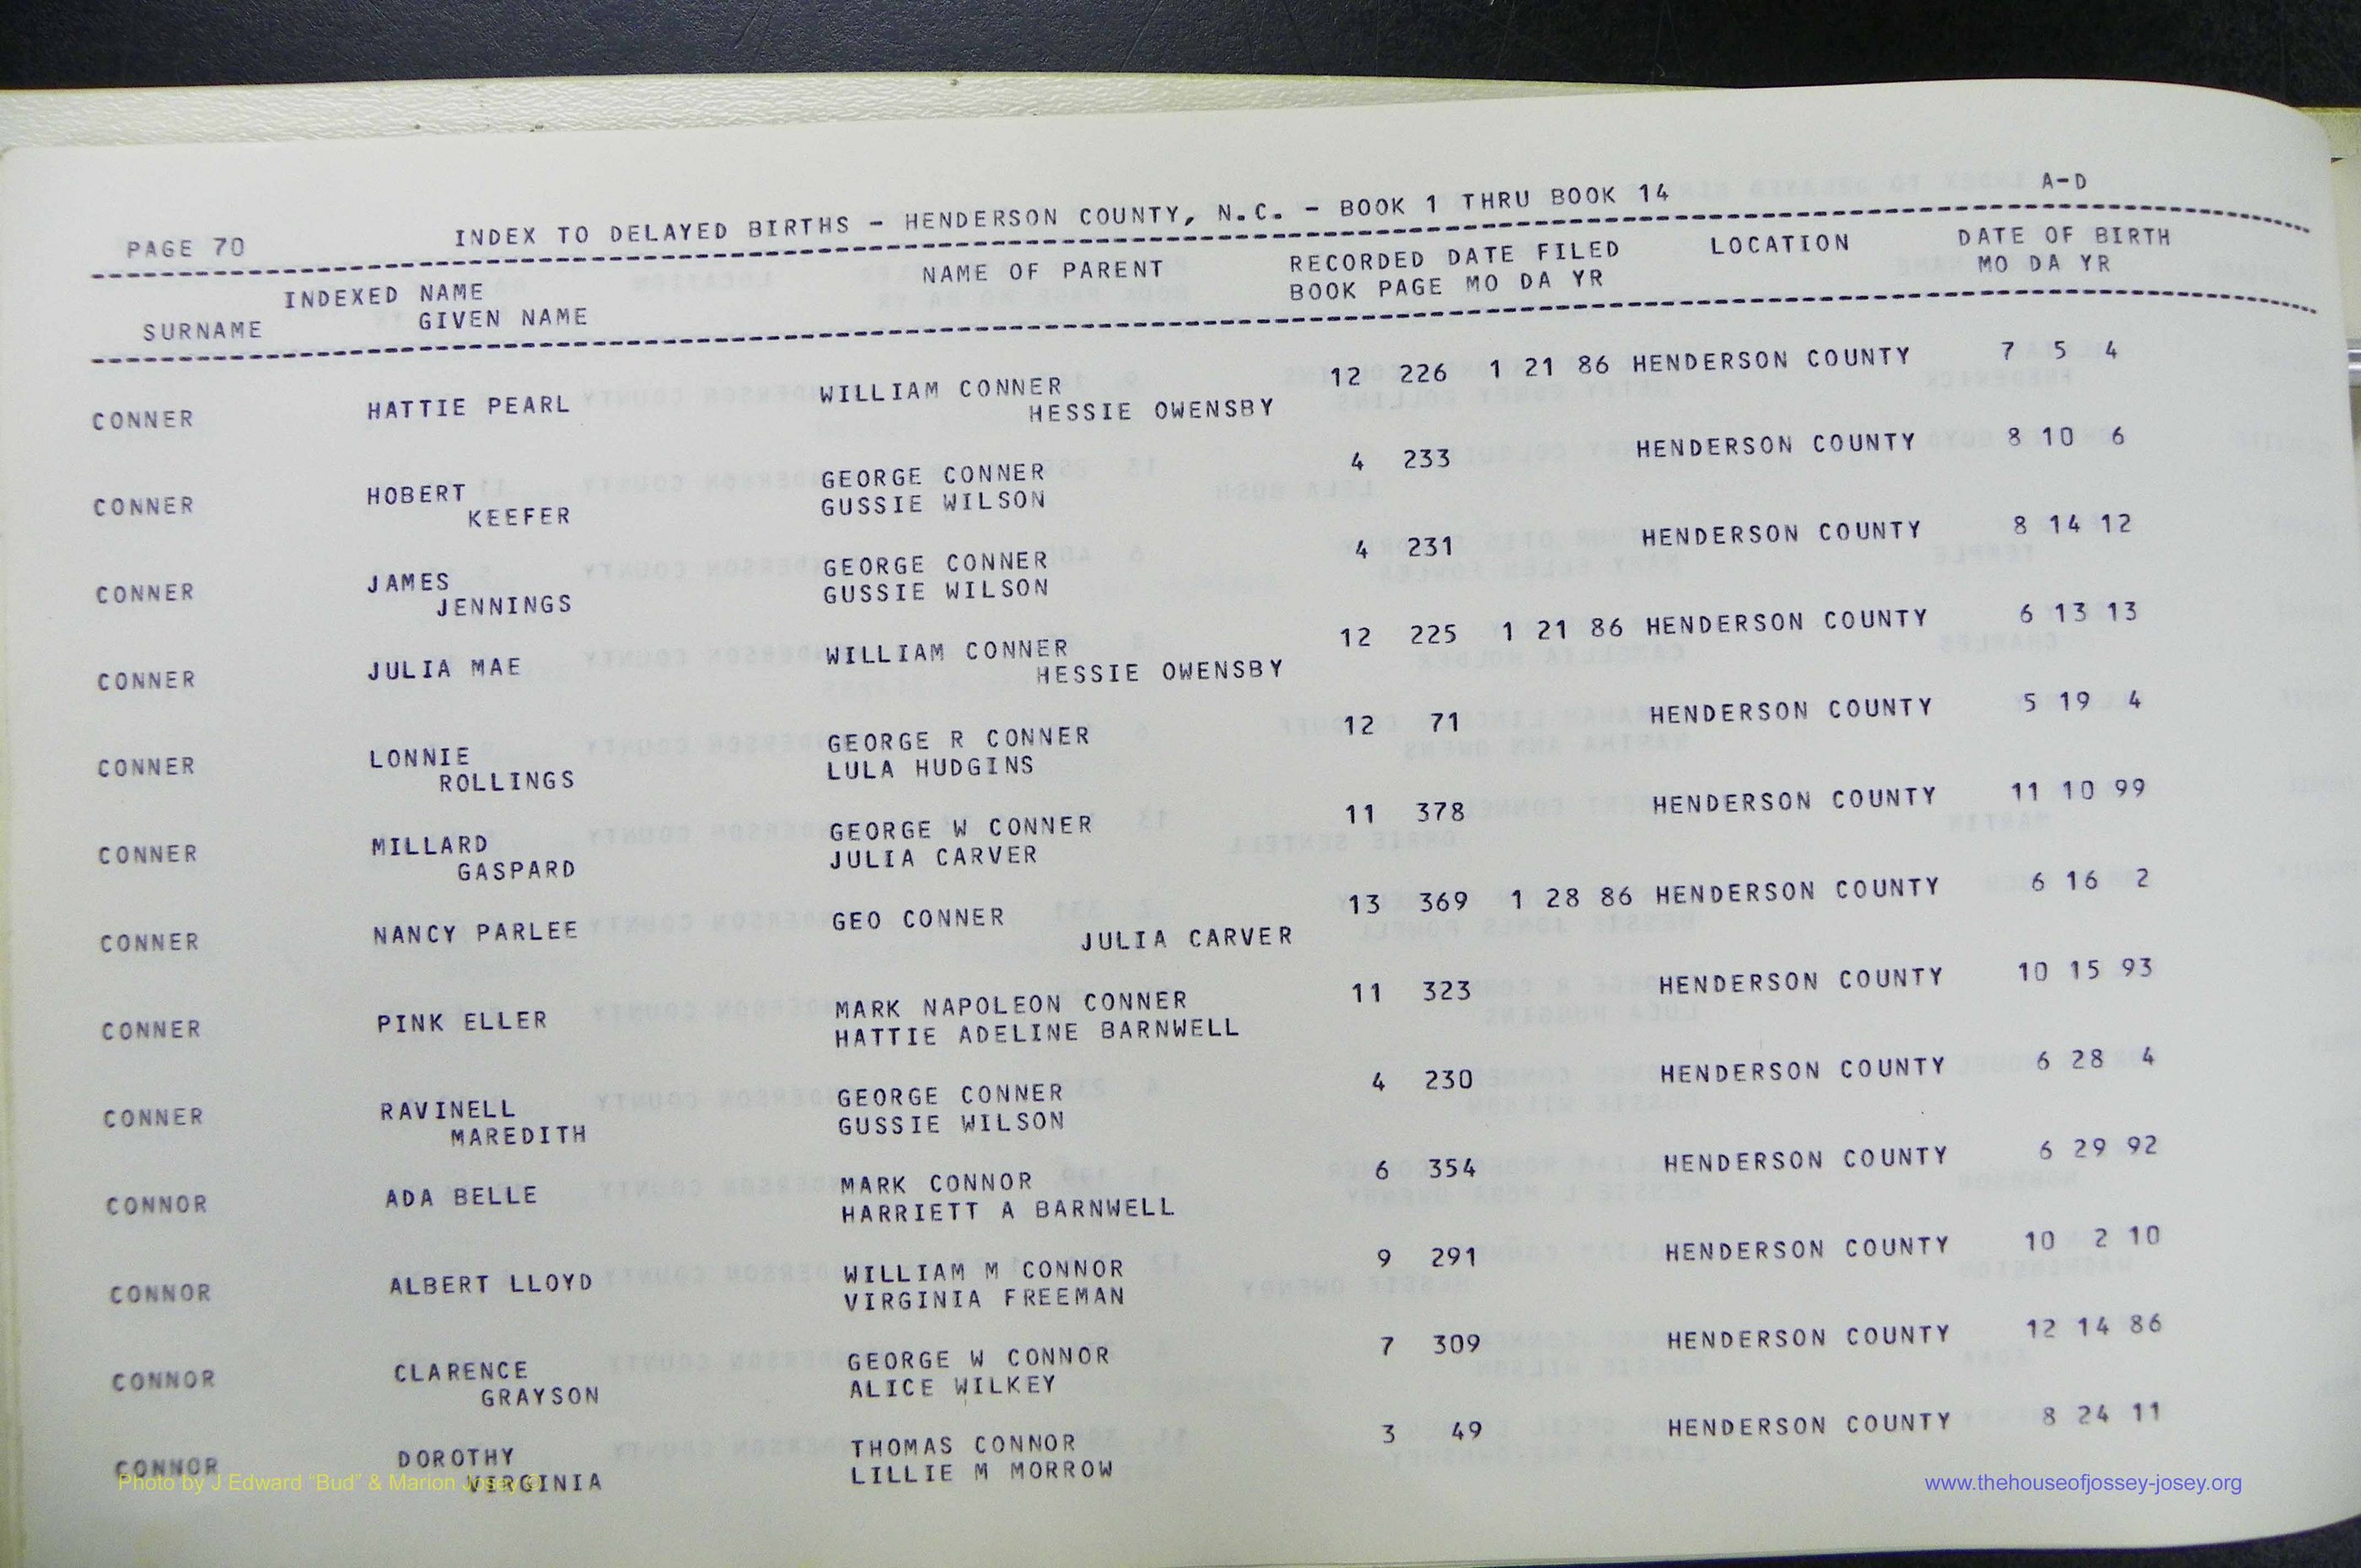 PAGE 70 INDEX TO DELAYED BIRTHS - HENDERSON COUNTY, N.C. - BOOK 1 THRU BOOK 14 A-D
INDEXED NAME NAME OF PARENT RECORDED DATE FILED LOCATION DATE OF BIRTH
SURNAME GIVEN NAME BOOK PAGE MO DA YR MO DA YR
CONNER HATTIE PEARL WILLIAM CONNER 12 226 1 21 86 HENDERSON COUNTY 7 5 4
HESSIE OWENSBY
CONNER HOBERT GEORGE CONNER 4 233 HENDERSON COUNTY 8 10 6
KEEFER GUSSIE WILSON
CONNER JAMES GEORGE CONNER 4 231 HENDERSON COUNTY 8 14 12
JENNINGS GUSSIE WILSON
CONNER JULIA MAE WILLIAM CONNER 12 225 1 21 86 HENDERSON COUNTY 6 13 13
HESSIE OWENSBY
CONNER LONNIE GEORGE R CONNER 12 71 HENDERSON COUNTY 5 19 4
ROLLINGS LULA HUDGINS
CONNER MILLARD GEORGE W CONNER 11 378 HENDERSON COUNTY 11 10 99
GASPARD JULIA CARVER
CONNER NANCY PARLEE GEO CONNER 13 369 1 28 86 HENDERSON COUNTY 6 16 2
JULIA CARVER
CONNER PINK ELLER MARK NAPOLEON CONNER 11 323 HENDERSON COUNTY 10 15 93
HATTIE ADELINE BARNWELL
CONNER RAVINELL GEORGE CONNER 4 230 HENDERSON COUNTY 6 28 4
MAREDITH GUSSIE WILSON
CONNOR ADA BELLE MARK CONNOR 6 354 HENDERSON COUNTY 6 29 92
HARRIETT A BARNWELL
CONNOR ALBERT LLOYD WILLIAM M CONNOR 9 291 HENDERSON COUNTY 10 2 10
VIRGINIA FREEMAN
CONNOR CLARENCE GEORGE W CONNOR 7 309 HENDERSON COUNTY 12 14 86
GRAYSON ALICE WILKEY
CONNOR DOROTHY THOMAS CONNOR 3 49 HENDERSON COUNTY 8 24 11
VIRGINIA LILLIE M MORROW
Photo by J Edward "Bud" & Marion Josey ©
www.thehouseofjossey-josey.org